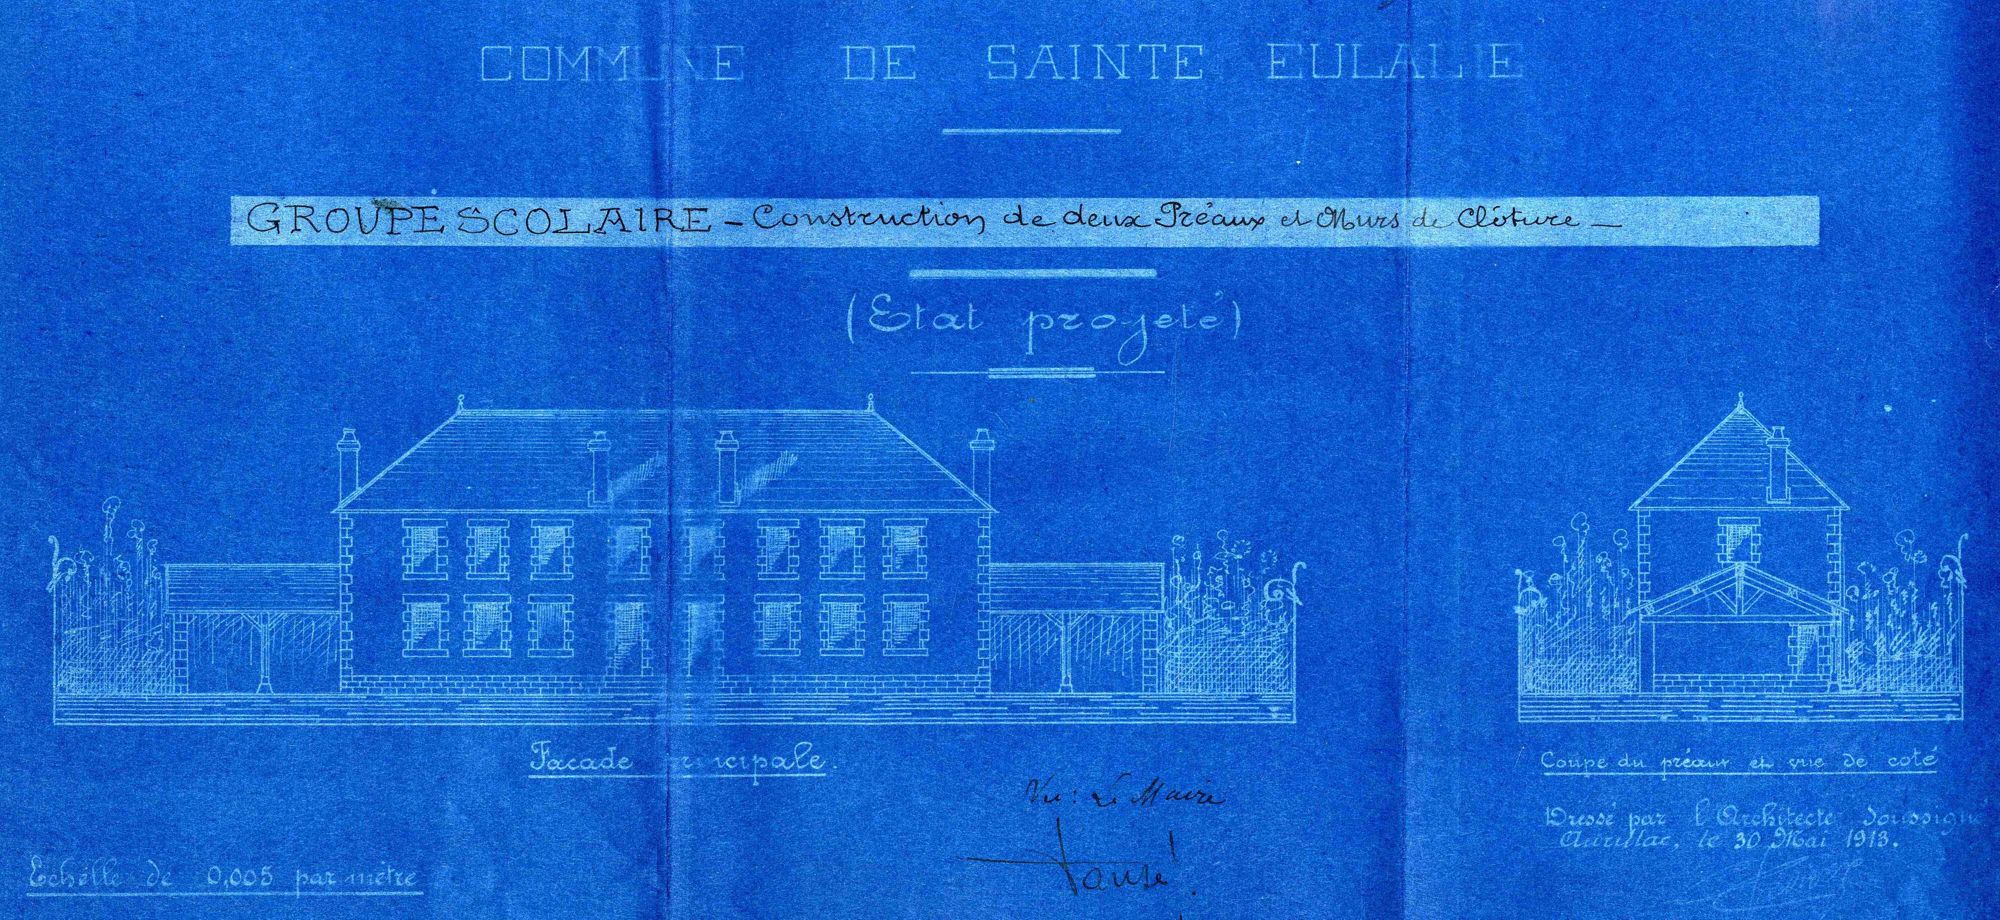 COMMUNE DE SAINTE EULALIE
GROUPE SCOLAIRE - Construction de deux Préaux et Murs de Clôture -
(Etat projeté)
Facade principale.
Coupe du préaux et vue de coté
Vu: Le Maire
Dressé par l'Architecte soussigné
Aurillac, le 30 Mai 1913.
Echélle de 0,005 par mètre